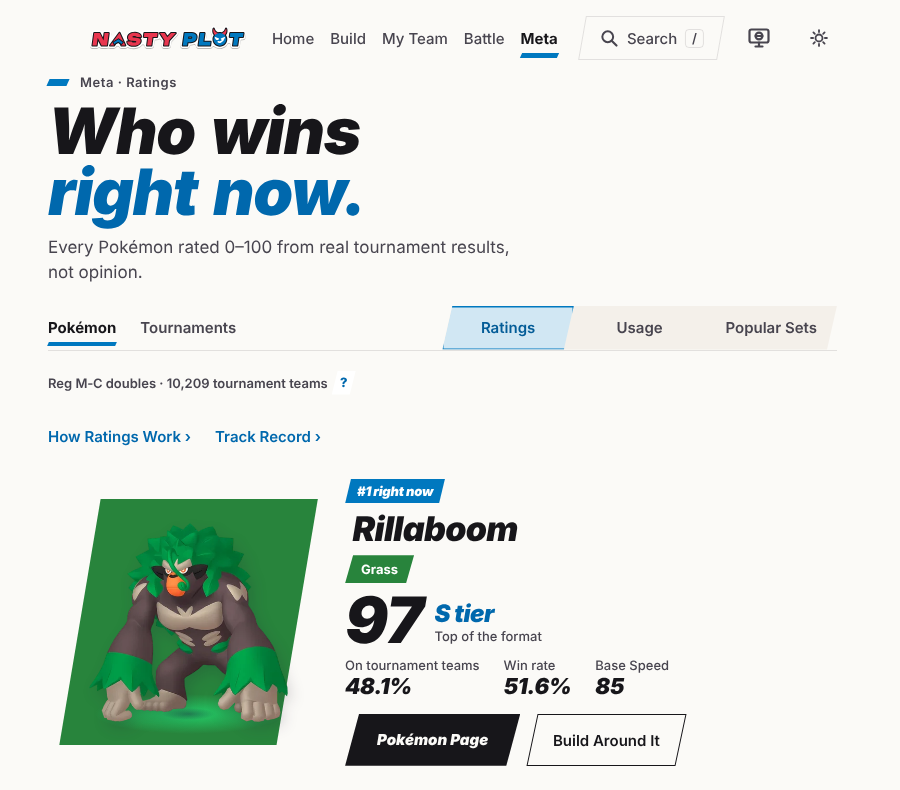 NASTY PLOT
Home Build My Team Battle Meta Search /
Meta · Ratings
Who wins
right now.
Every Pokémon rated 0–100 from real tournament results,
not opinion.
Pokémon Tournaments Ratings Usage Popular Sets
Reg M-C doubles · 10,209 tournament teams ?
How Ratings Work › Track Record ›
#1 right now
Rillaboom
Grass
97 S tier
Top of the format
On tournament teams Win rate Base Speed
48.1% 51.6% 85
Pokémon Page Build Around It